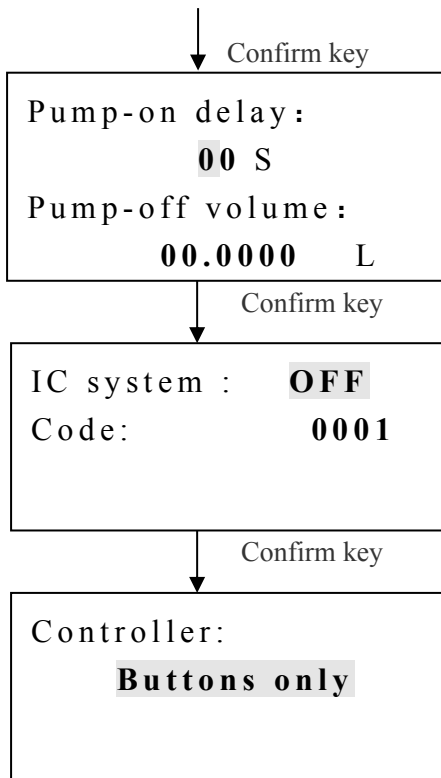 Confirm key
Pump-on delay:
00 S
Pump-off volume:
00.0000 L
Confirm key
IC system : OFF
Code: 0001
Confirm key
Controller:
Buttons only